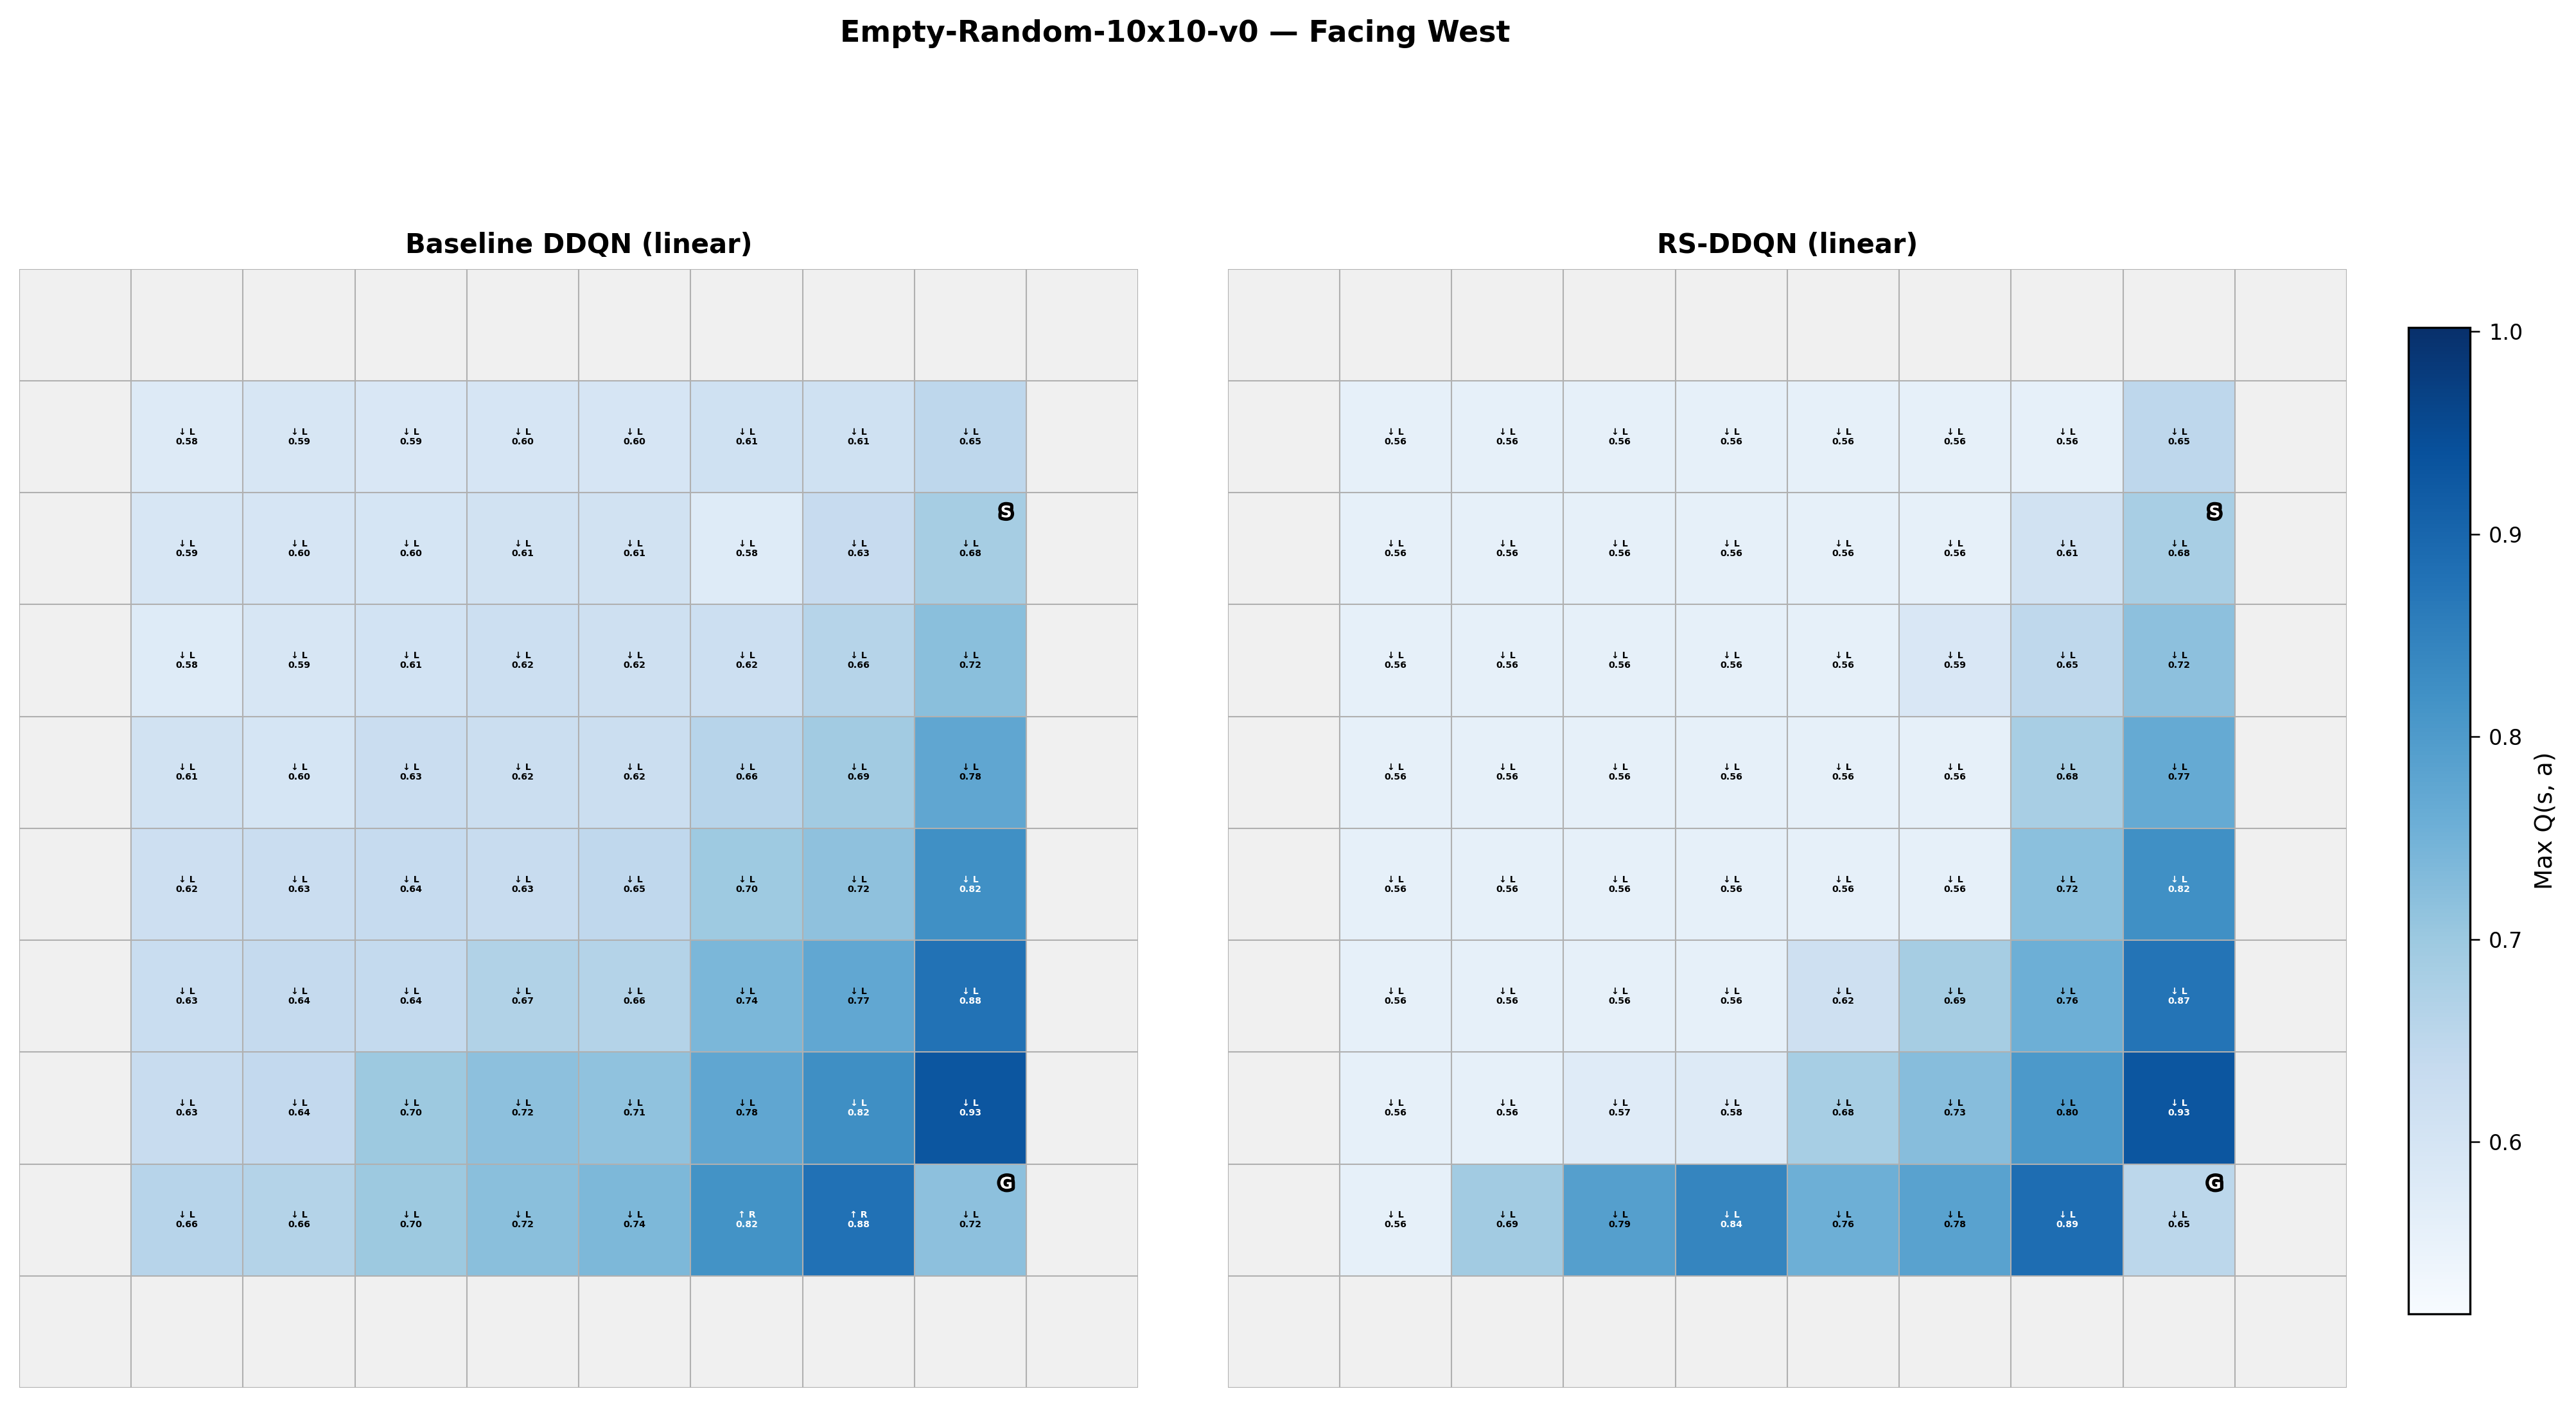 Empty-Random-10x10-v0 — Facing West
Baseline DDQN (linear)
↓ L ↓ L ↓ L ↓ L ↓ L ↓ L ↓ L ↓ L
0.58 0.59 0.59 0.60 0.60 0.61 0.61 0.65
S
↓ L ↓ L ↓ L ↓ L ↓ L ↓ L ↓ L ↓ L
0.59 0.60 0.60 0.61 0.61 0.58 0.63 0.68
↓ L ↓ L ↓ L ↓ L ↓ L ↓ L ↓ L ↓ L
0.58 0.59 0.61 0.62 0.62 0.62 0.66 0.72
↓ L ↓ L ↓ L ↓ L ↓ L ↓ L ↓ L ↓ L
0.61 0.60 0.63 0.62 0.62 0.66 0.69 0.78
↓ L ↓ L ↓ L ↓ L ↓ L ↓ L ↓ L ↓ L
0.62 0.63 0.64 0.63 0.65 0.70 0.72 0.82
↓ L ↓ L ↓ L ↓ L ↓ L ↓ L ↓ L ↓ L
0.63 0.64 0.64 0.67 0.66 0.74 0.77 0.88
↓ L ↓ L ↓ L ↓ L ↓ L ↓ L ↓ L ↓ L
0.63 0.64 0.70 0.72 0.71 0.78 0.82 0.93
G
↓ L ↓ L ↓ L ↓ L ↓ L ↑ R ↑ R ↓ L
0.66 0.66 0.70 0.72 0.74 0.82 0.88 0.72
RS-DDQN (linear)
↓ L ↓ L ↓ L ↓ L ↓ L ↓ L ↓ L ↓ L
0.56 0.56 0.56 0.56 0.56 0.56 0.56 0.65
S
↓ L ↓ L ↓ L ↓ L ↓ L ↓ L ↓ L ↓ L
0.56 0.56 0.56 0.56 0.56 0.56 0.61 0.68
↓ L ↓ L ↓ L ↓ L ↓ L ↓ L ↓ L ↓ L
0.56 0.56 0.56 0.56 0.56 0.59 0.65 0.72
↓ L ↓ L ↓ L ↓ L ↓ L ↓ L ↓ L ↓ L
0.56 0.56 0.56 0.56 0.56 0.56 0.68 0.77
↓ L ↓ L ↓ L ↓ L ↓ L ↓ L ↓ L ↓ L
0.56 0.56 0.56 0.56 0.56 0.56 0.72 0.82
↓ L ↓ L ↓ L ↓ L ↓ L ↓ L ↓ L ↓ L
0.56 0.56 0.56 0.56 0.62 0.69 0.76 0.87
↓ L ↓ L ↓ L ↓ L ↓ L ↓ L ↓ L ↓ L
0.56 0.56 0.57 0.58 0.68 0.73 0.80 0.93
G
↓ L ↓ L ↓ L ↓ L ↓ L ↓ L ↓ L ↓ L
0.56 0.69 0.79 0.84 0.76 0.78 0.89 0.65
1.0
0.9
0.8
0.7
0.6
Max Q(s, a)